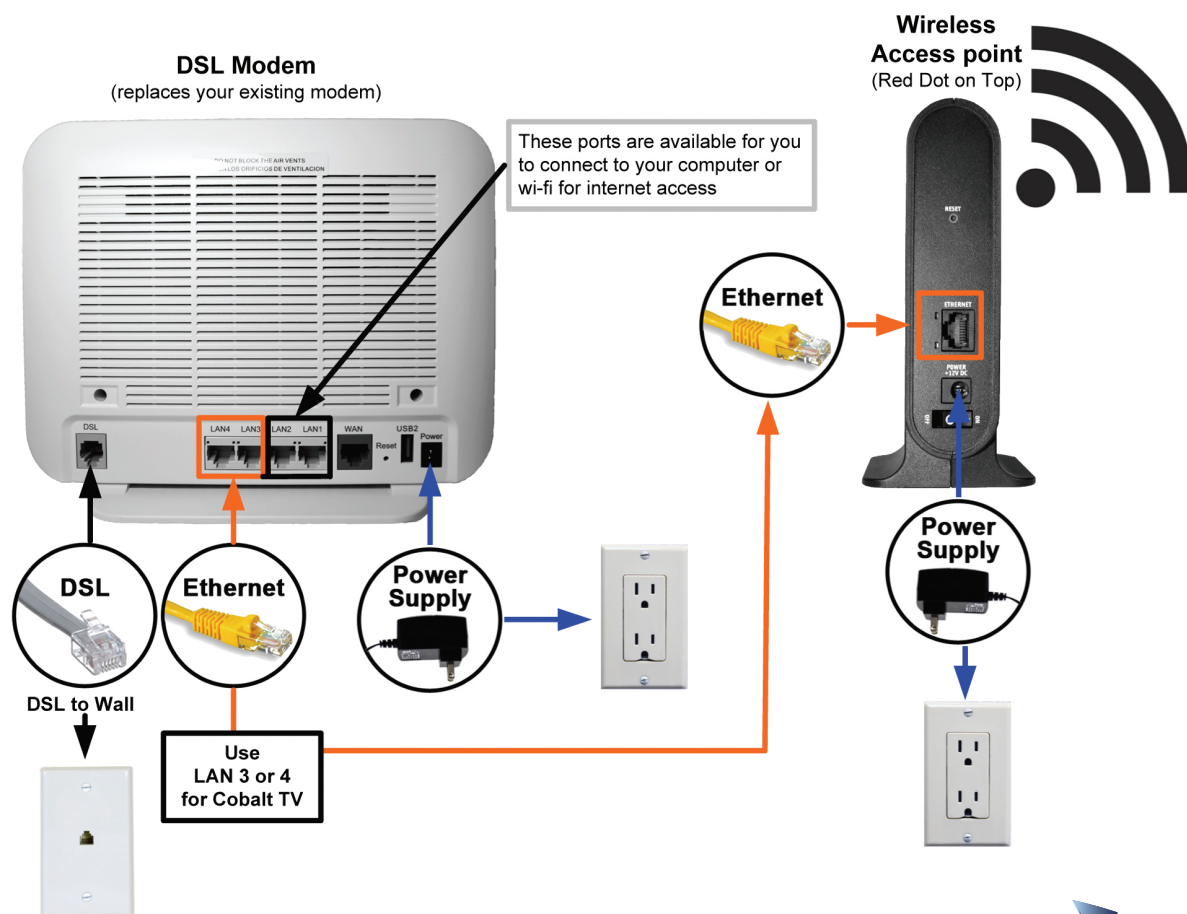 DSL Modem
(replaces your existing modem)
Wireless
Access point
(Red Dot on Top)
These ports are available for you
to connect to your computer or
wi-fi for internet access
DO NOT BLOCK THE AIR VENTS
LOS ORIFICIOS DE VENTILACION
RESET
ETHERNET
POWER
+12V DC
OFF
ON
Ethernet
DSL
LAN4
LAN3
LAN2
LAN1
WAN
Reset
USB2
Power
DSL
Ethernet
Power
Supply
Power
Supply
DSL to Wall
Use
LAN 3 or 4
for Cobalt TV